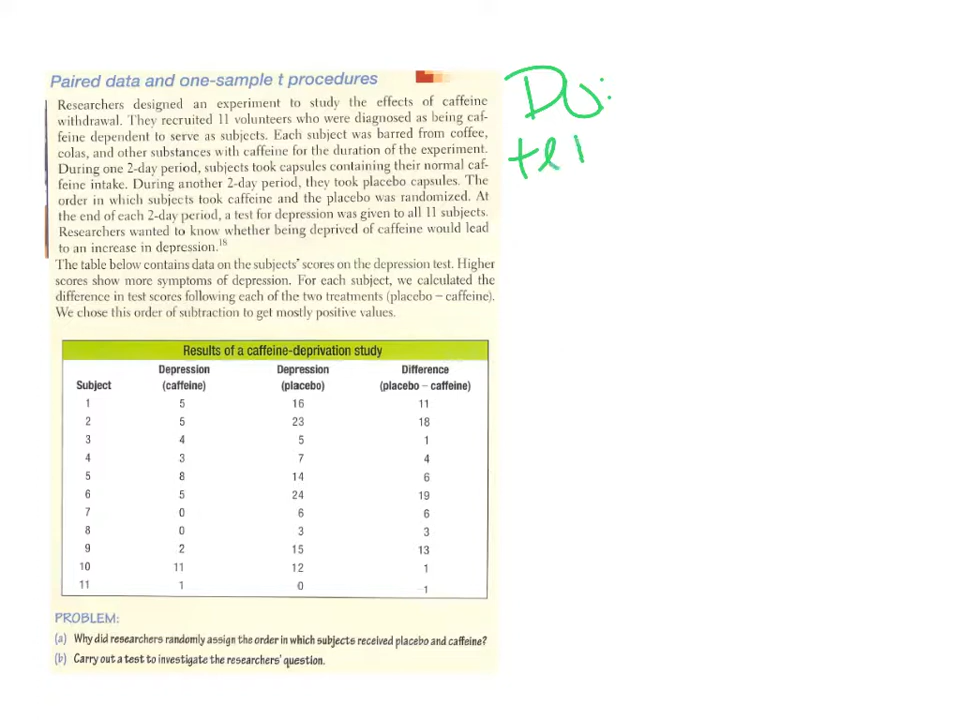 Paired data and one-sample t procedures
Researchers designed an experiment to study the effects of caffeine
withdrawal. They recruited 11 volunteers who were diagnosed as being caf-
feine dependent to serve as subjects. Each subject was barred from coffee,
colas, and other substances with caffeine for the duration of the experiment.
During one 2-day period, subjects took capsules containing their normal caf-
feine intake. During another 2-day period, they took placebo capsules. The
order in which subjects took caffeine and the placebo was randomized. At
the end of each 2-day period, a test for depression was given to all 11 subjects.
Researchers wanted to know whether being deprived of caffeine would lead
to an increase in depression.18
The table below contains data on the subjects' scores on the depression test. Higher
scores show more symptoms of depression. For each subject, we calculated the
difference in test scores following each of the two treatments (placebo – caffeine).
We chose this order of subtraction to get mostly positive values.
Results of a caffeine-deprivation study
Depression Depression Difference
Subject (caffeine) (placebo) (placebo – caffeine)
1 5 16 11
2 5 23 18
3 4 5 1
4 3 7 4
5 8 14 6
6 5 24 19
7 0 6 6
8 0 3 3
9 2 15 13
10 11 12 1
11 1 0 -1
PROBLEM:
(a) Why did researchers randomly assign the order in which subjects received placebo and caffeine?
(b) Carry out a test to investigate the researchers' question.